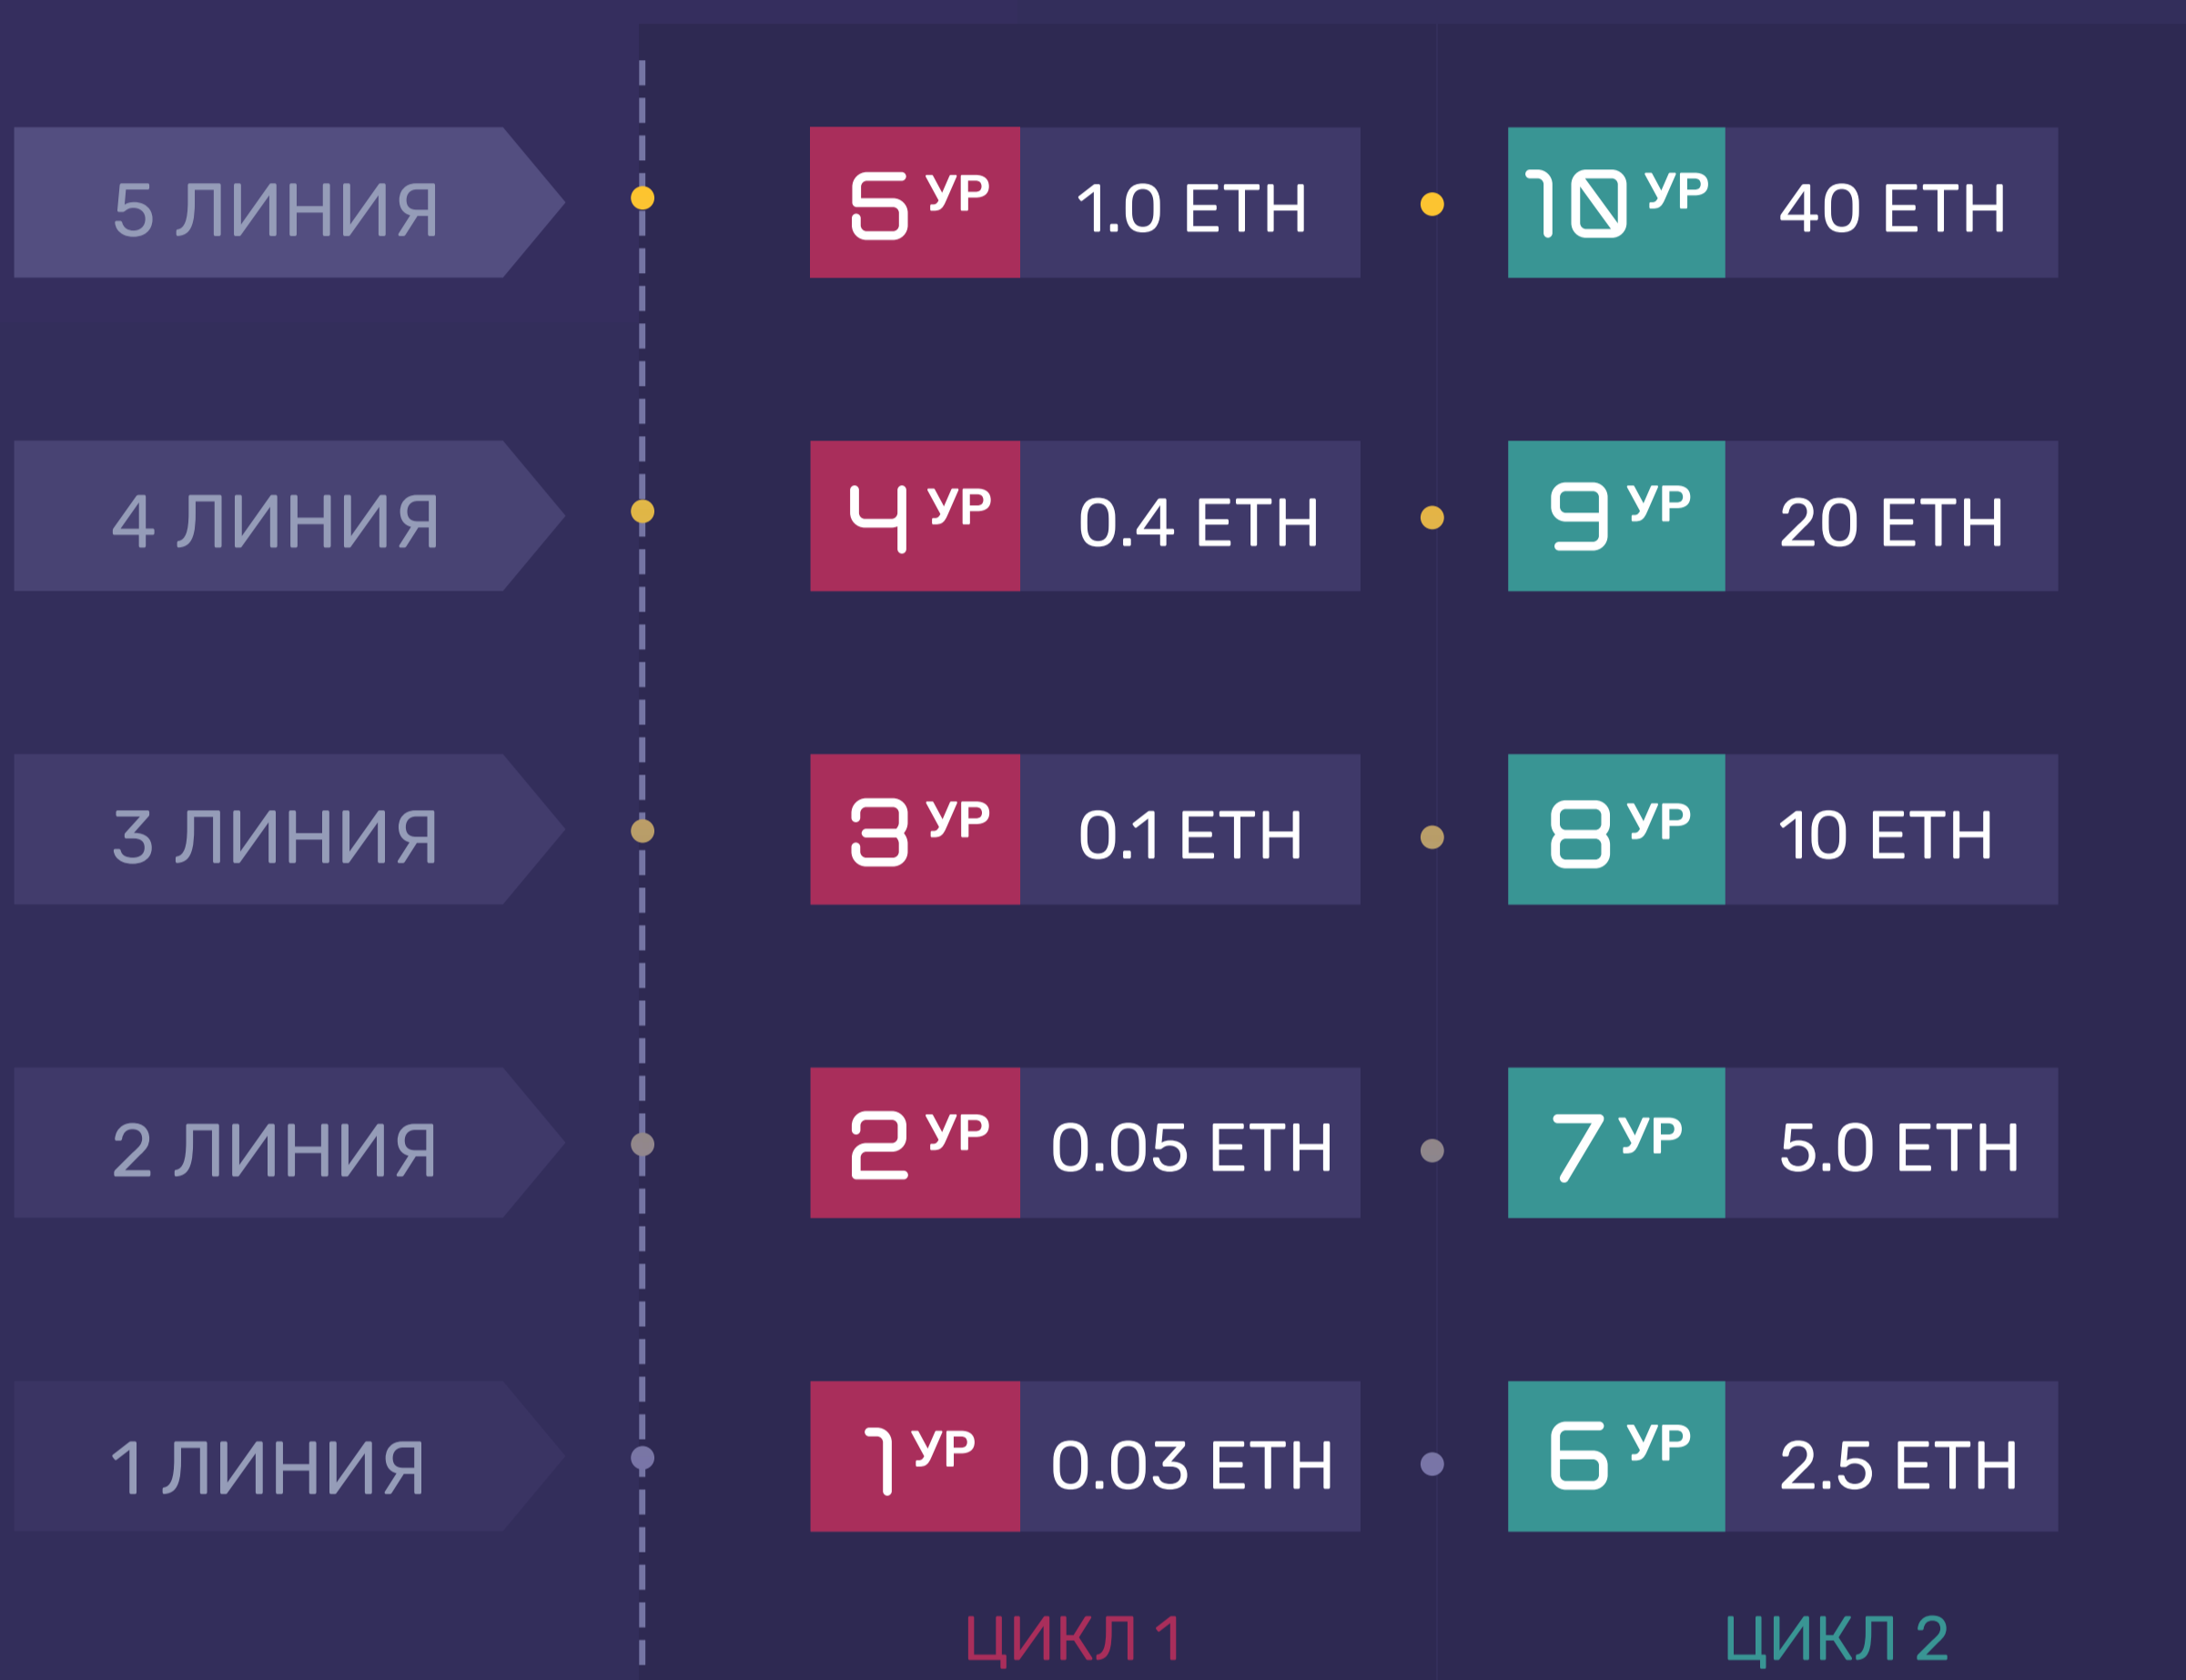 5 ЛИНИЯ 5 УР 1.0 ETH 10 УР 40 ETH
4 ЛИНИЯ 4 УР 0.4 ETH 9 УР 20 ETH
3 ЛИНИЯ 3 УР 0.1 ETH 8 УР 10 ETH
2 ЛИНИЯ 2 УР 0.05 ETH 7 УР 5.0 ETH
1 ЛИНИЯ 1 УР 0.03 ETH 6 УР 2.5 ETH
ЦИКЛ 1 ЦИКЛ 2